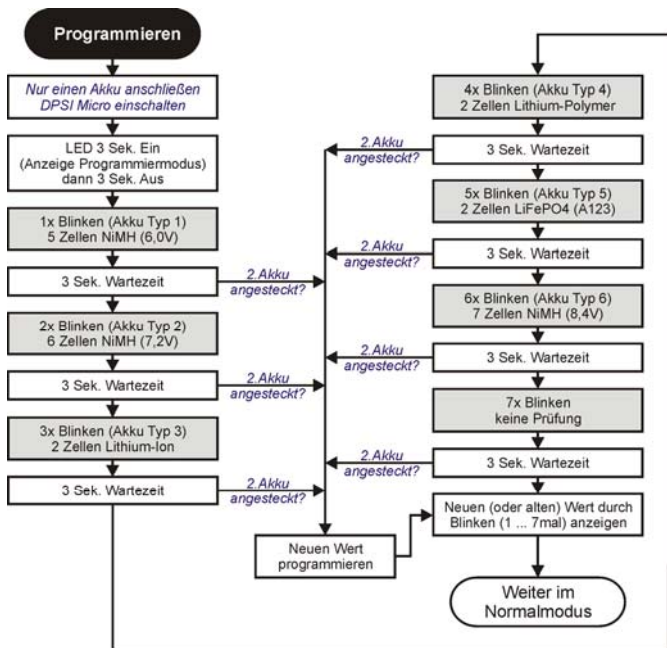 Programmieren
Nur einen Akku anschließen
DPSI Micro einschalten
LED 3 Sek. Ein
(Anzeige Programmiermodus)
dann 3 Sek. Aus
1x Blinken (Akku Typ 1)
5 Zellen NiMH (6,0V)
3 Sek. Wartezeit
2.Akku
angesteckt?
2x Blinken (Akku Typ 2)
6 Zellen NiMH (7,2V)
3 Sek. Wartezeit
2.Akku
angesteckt?
3x Blinken (Akku Typ 3)
2 Zellen Lithium-Ion
3 Sek. Wartezeit
2.Akku
angesteckt?
4x Blinken (Akku Typ 4)
2 Zellen Lithium-Polymer
3 Sek. Wartezeit
2.Akku
angesteckt?
5x Blinken (Akku Typ 5)
2 Zellen LiFePO4 (A123)
3 Sek. Wartezeit
2.Akku
angesteckt?
6x Blinken (Akku Typ 6)
7 Zellen NiMH (8,4V)
3 Sek. Wartezeit
2.Akku
angesteckt?
7x Blinken
keine Prüfung
3 Sek. Wartezeit
2.Akku
angesteckt?
Neuen Wert
programmieren
Neuen (oder alten) Wert durch
Blinken (1 ... 7mal) anzeigen
Weiter im
Normalmodus